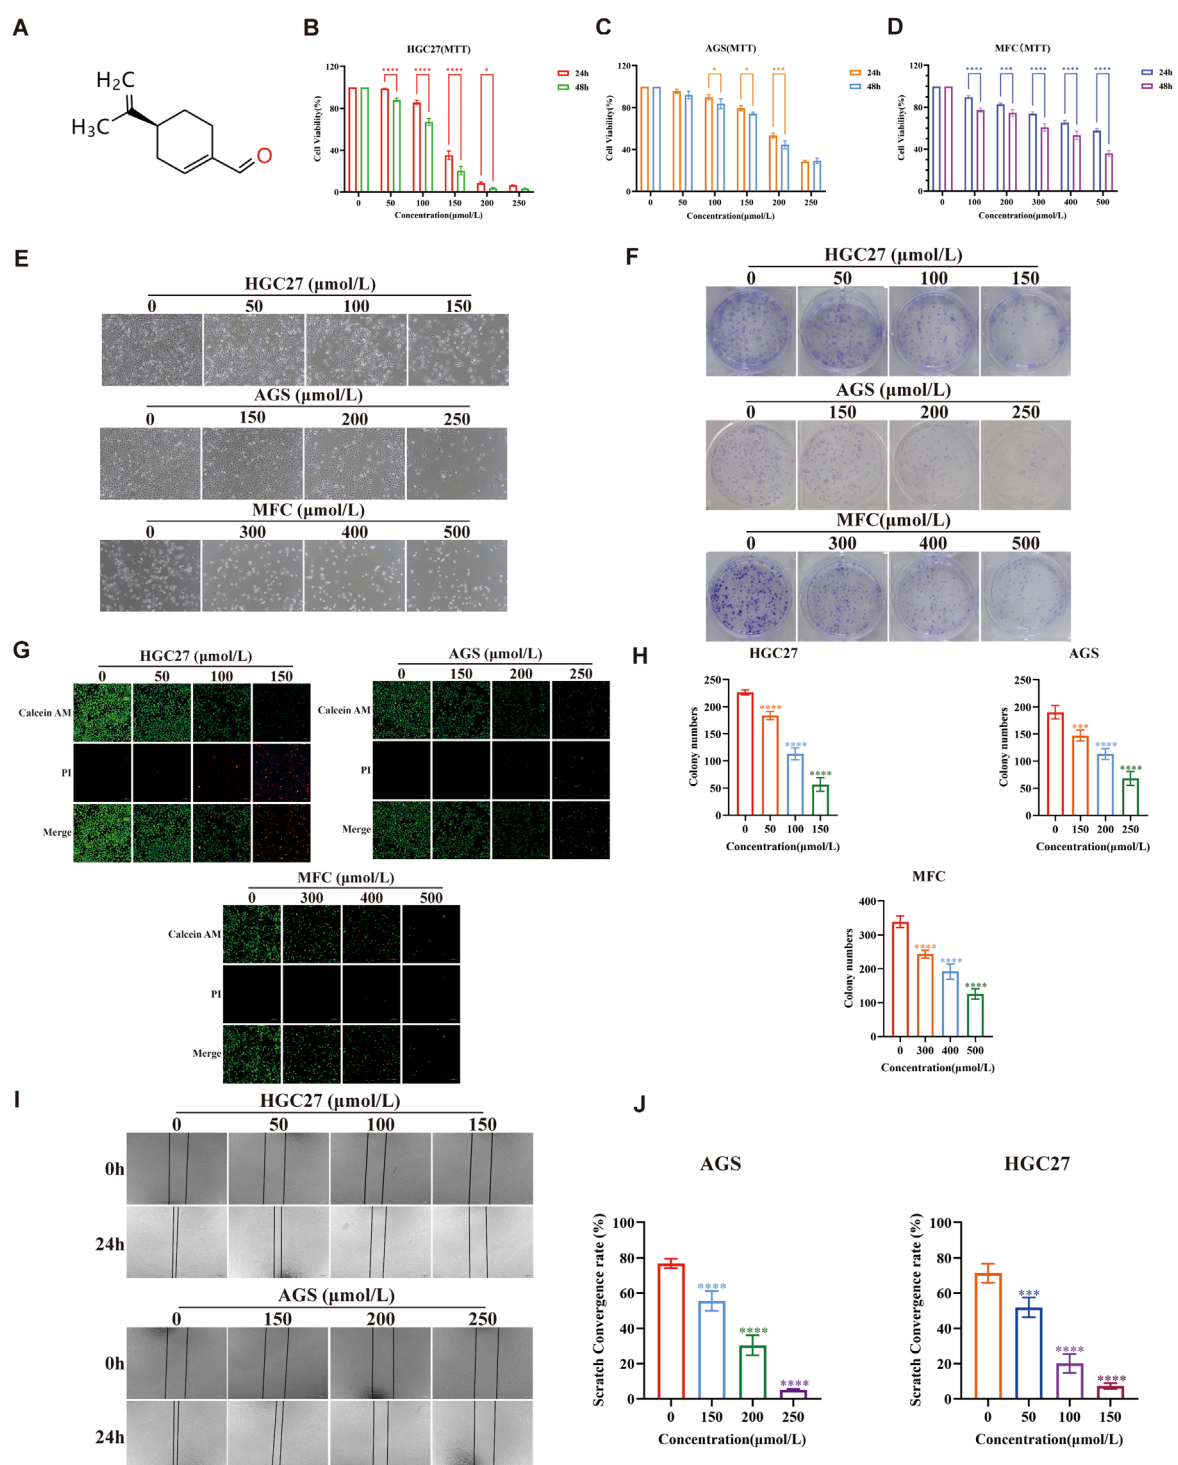 A
H₂C
H₃C
O
B
HGC27(MTT)
**** **** **** *
Cell Viability(%)
120
80
40
0
0 50 100 150 200 250
Concentration(μmol/L)
24h
48h
C
AGS(MTT)
* * ***
Cell Viability(%)
120
80
40
0
0 50 100 150 200 250
Concentration(μmol/L)
24h
48h
D
MFC(MTT)
**** *** **** **** ****
Cell Viability(%)
120
80
40
0
0 100 200 300 400 500
Concentration(μmol/L)
24h
48h
E
HGC27 (μmol/L)
0 50 100 150
AGS (μmol/L)
0 150 200 250
MFC (μmol/L)
0 300 400 500
F
HGC27 (μmol/L)
0 50 100 150
AGS (μmol/L)
0 150 200 250
MFC(μmol/L)
0 300 400 500
G
HGC27 (μmol/L)
0 50 100 150
Calcein AM
PI
Merge
AGS (μmol/L)
0 150 200 250
Calcein AM
PI
Merge
MFC (μmol/L)
0 300 400 500
Calcein AM
PI
Merge
H
HGC27
Colony numbers
250
200
150
100
50
0
**** **** ****
0 50 100 150
Concentration(μmol/L)
AGS
Colony numbers
250
200
150
100
50
0
*** **** ****
0 150 200 250
Concentration(μmol/L)
MFC
Colony numbers
400
300
200
100
0
**** **** ****
0 300 400 500
Concentration(μmol/L)
I
HGC27 (μmol/L)
0 50 100 150
0h
24h
AGS (μmol/L)
0 150 200 250
0h
24h
J
AGS
Scratch Convergence rate (%)
100
80
60
40
20
0
**** **** ****
0 150 200 250
Concentration(μmol/L)
HGC27
Scratch Convergence rate (%)
100
80
60
40
20
0
*** **** ****
0 50 100 150
Concentration(μmol/L)